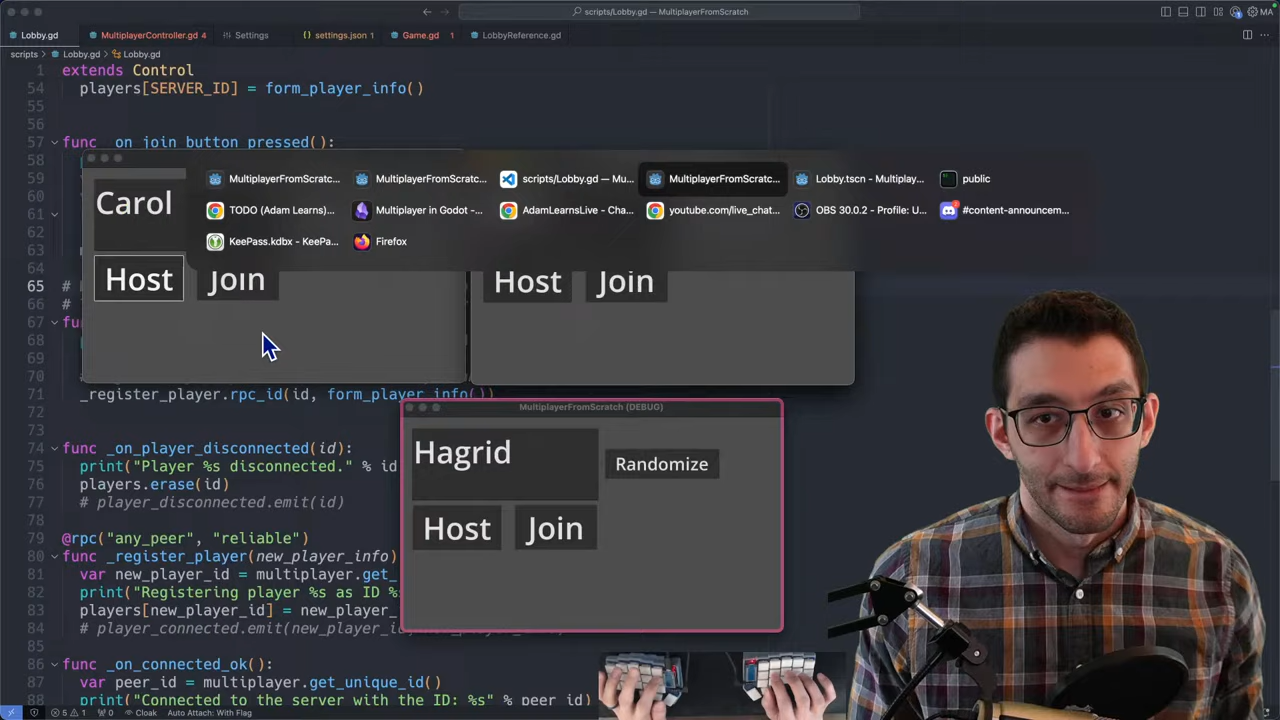 scripts/Lobby.gd — MultiplayerFromScratch
MA
Lobby.gd
MultiplayerController.gd 4
Settings
settings.json 1
Game.gd 1
LobbyReference.gd
scripts > Lobby.gd > Lobby.gd
1 extends Control
54 players[SERVER_ID] = form_player_info()
55
56
57 func _on_join_button_pressed():
58
59
60
61
62
63
64
65 #
66 #
67 fu
68
69
70
71 _register_player.rpc_id(id, form_player_info())
72
73
74 func _on_player_disconnected(id):
75 print("Player %s disconnected." % id
76 players.erase(id)
77 # player_disconnected.emit(id)
78
79 @rpc("any_peer", "reliable")
80 func _register_player(new_player_info)
81 var new_player_id = multiplayer.get_
82 print("Registering player %s as ID %s
83 players[new_player_id] = new_player_
84 # player_connected.emit(new_player_id,
85
86 func _on_connected_ok():
87 var peer_id = multiplayer.get_unique_id()
88 print("Connected to the server with the ID: %s" % peer_id)
MultiplayerFromScratc...
MultiplayerFromScratc...
scripts/Lobby.gd — Mu...
MultiplayerFromScratc...
Lobby.tscn - Multiplay...
public
TODO (Adam Learns)...
Multiplayer in Godot -...
AdamLearnsLive - Cha...
youtube.com/live_chat...
OBS 30.0.2 - Profile: U...
#content-announcem...
KeePass.kdbx - KeePa...
Firefox
Carol
Host Join
Host Join
MultiplayerFromScratch (DEBUG)
Hagrid
Randomize
Host Join
5 1 0 Cloak Auto Attach: With Flag